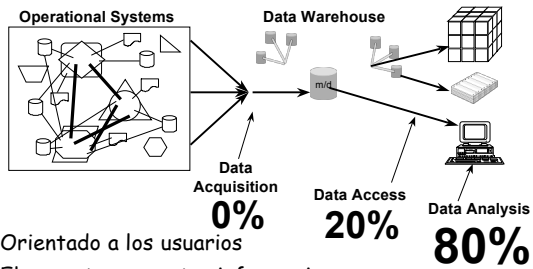 Operational Systems
Data Warehouse
m/d
Data
Acquisition
0%
Data Access
20%
Data Analysis
80%
Orientado a los usuarios